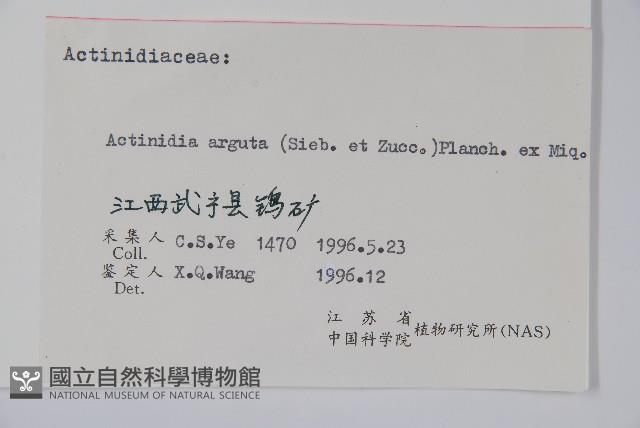 Actinidiaceae:
Actinidia arguta (Sieb. et Zucc.)Planch. ex Miq.
江西武宁县钨矿
采集人 C.S.Ye 1470 1996.5.23
Coll.
鉴定人 X.Q.Wang 1996.12
Det.
江苏省
中国科学院植物研究所(NAS)
國立自然科學博物館
NATIONAL MUSEUM OF NATURAL SCIENCE